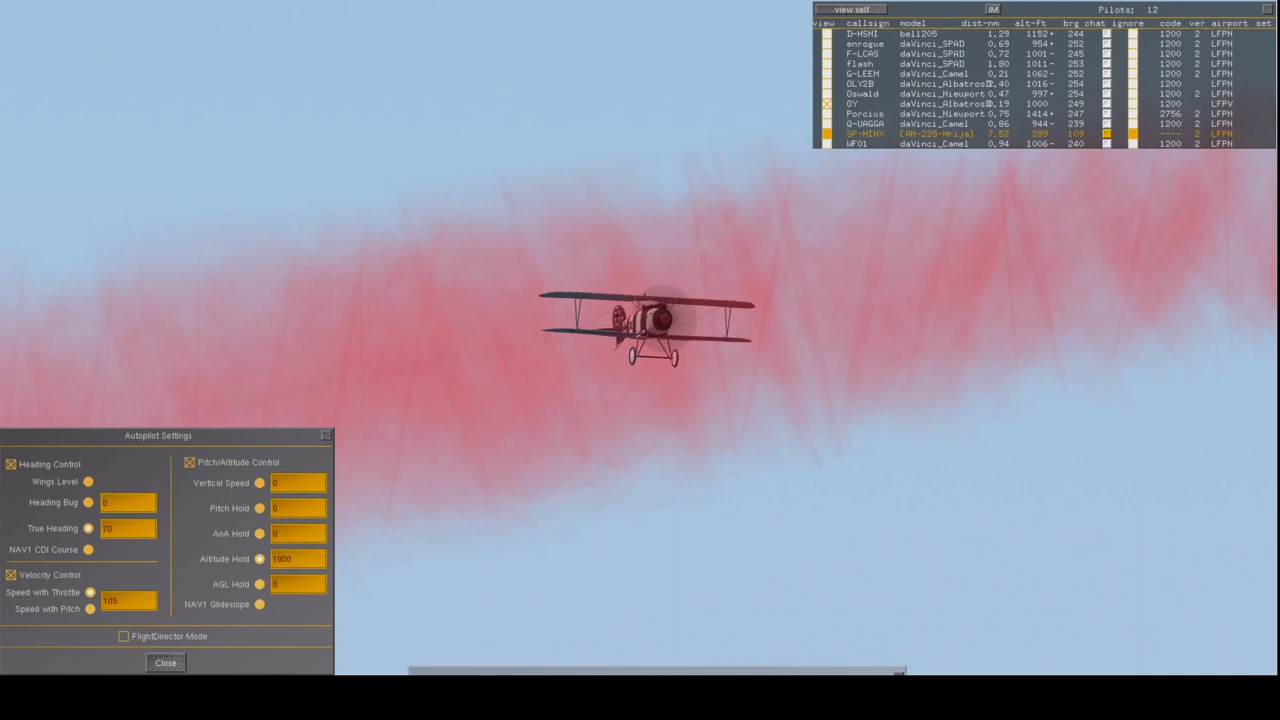 view self IM Pilots: 12
view callsign model dist-nm alt-ft brg chat ignore code ver airport set
D-HSNI bell205 1.29 1152+ 244 1200 2 LFPN
enrogue daVinci_SPAD 0.69 954+ 252 1200 2 LFPN
F-LCAS daVinci_SPAD 0.72 1001- 245 1200 2 LFPN
flash daVinci_SPAD 1.80 1011- 253 1200 2 LFPN
G-LEEM daVinci_Camel 0.21 1062- 252 1200 2 LFPN
OLY2B 1016- 254 1200 LFPN
Oswald daVinci_Nieuport 0.47 997+ 254 1200 2 LFPN
OY 1000 249 1200 LFPV
Porcius daVinci_Nieuport 0.75 1414+ 247 2756 2 LFPN
Q-UAGGA daVinci_Camel 0.86 944- 239 1200 LFPN
[AN-225-Mrija] 7.52 289 109 ---- 2 LFPN
WF01 daVinci_Camel 0.94 1006- 240 1200 2 LFPN
Autopilot Settings
Heading Control
Wings Level
Heading Bug 0
True Heading 70
NAV1 CDI Course
Velocity Control
Speed with Throttle 105
Speed with Pitch
Pitch/Altitude Control
Vertical Speed 0
Pitch Hold 0
AoA Hold 0
Altitude Hold 1000
AGL Hold 0
NAV1 Glideslope
FlightDirector Mode
Close